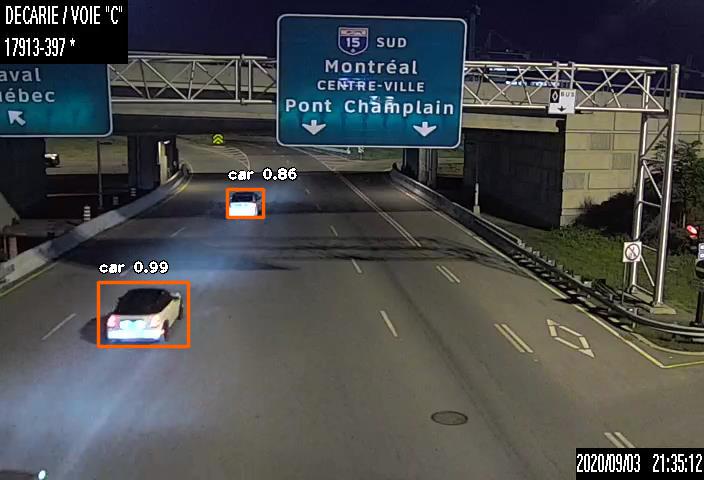 DECARIE / VOIE "C"
17913-397 *
aval
uébec
15 SUD
Montréal
CENTRE-VILLE
Pont Champlain
BUS
car 0.86
car 0.99
2020/09/03 21:35:12